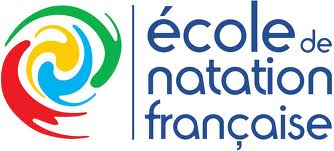 école de
natation
française